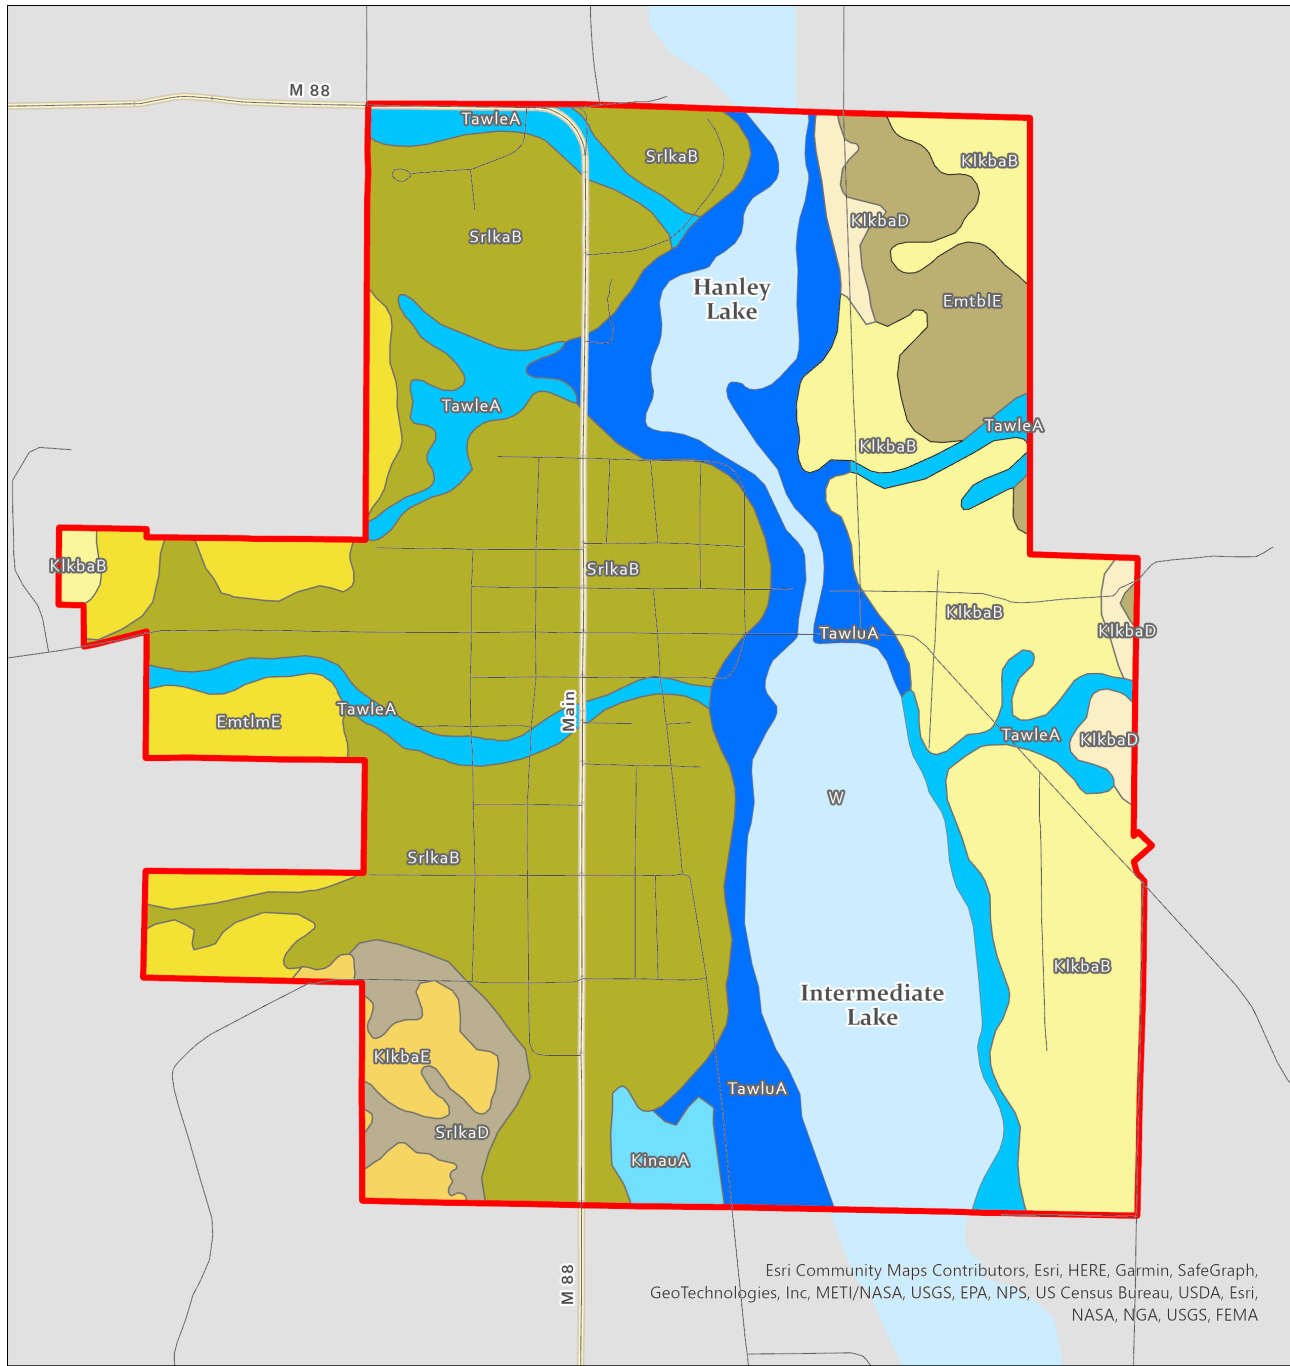 M 88
TawleA
SrlkaB
KlkbaB
KlkbaD
SrlkaB
Hanley
Lake
EmtblE
TawleA
TawleA
KlkbaB
KlkbaB
SrlkaB
KlkbaB
TawluA
KlkbaD
TawleA
EmtlmE
Main
TawleA
KlkbaD
W
SrlkaB
KlkbaB
Intermediate
Lake
KlkbaE
TawluA
SrlkaD
KinauA
M 88
Esri Community Maps Contributors, Esri, HERE, Garmin, SafeGraph,
GeoTechnologies, Inc, METI/NASA, USGS, EPA, NPS, US Census Bureau, USDA, Esri,
NASA, NGA, USGS, FEMA